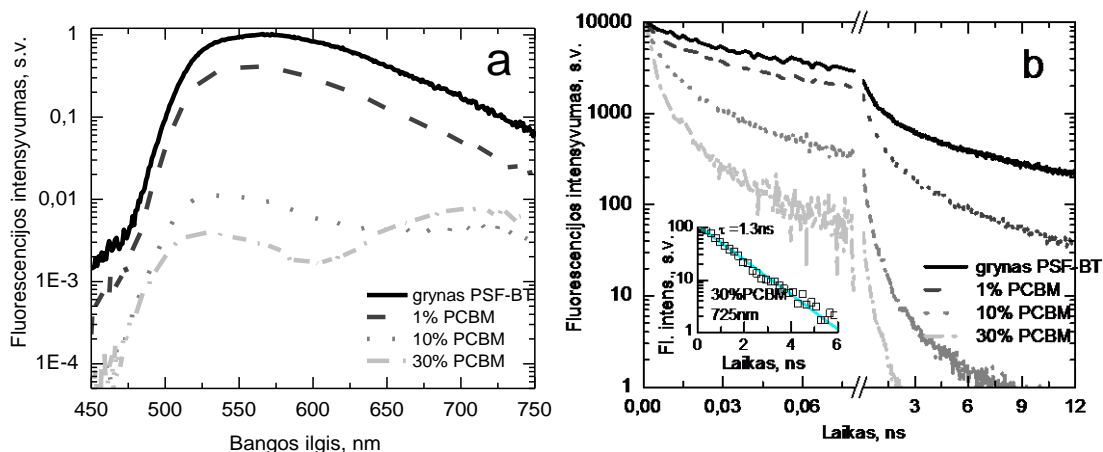 a
Fluorescencijos intensyvumas, s.v.
1
0,1
0,01
1E-3
1E-4
grynas PSF-BT
1% PCBM
10% PCBM
30% PCBM
450 500 550 600 650 700 750
Bangos ilgis, nm
b
Fluorescencijos intensyvumas, s.v.
10000
1000
100
10
1
grynas PSF-BT
1% PCBM
10% PCBM
30% PCBM
Fl. intens, s.v.
100
10
1
τ =1.3ns
30%PCBM
725nm
0 2 4 6
Laikas, ns
0,00 0,03 0,06 3 6 9 12
Laikas, ns